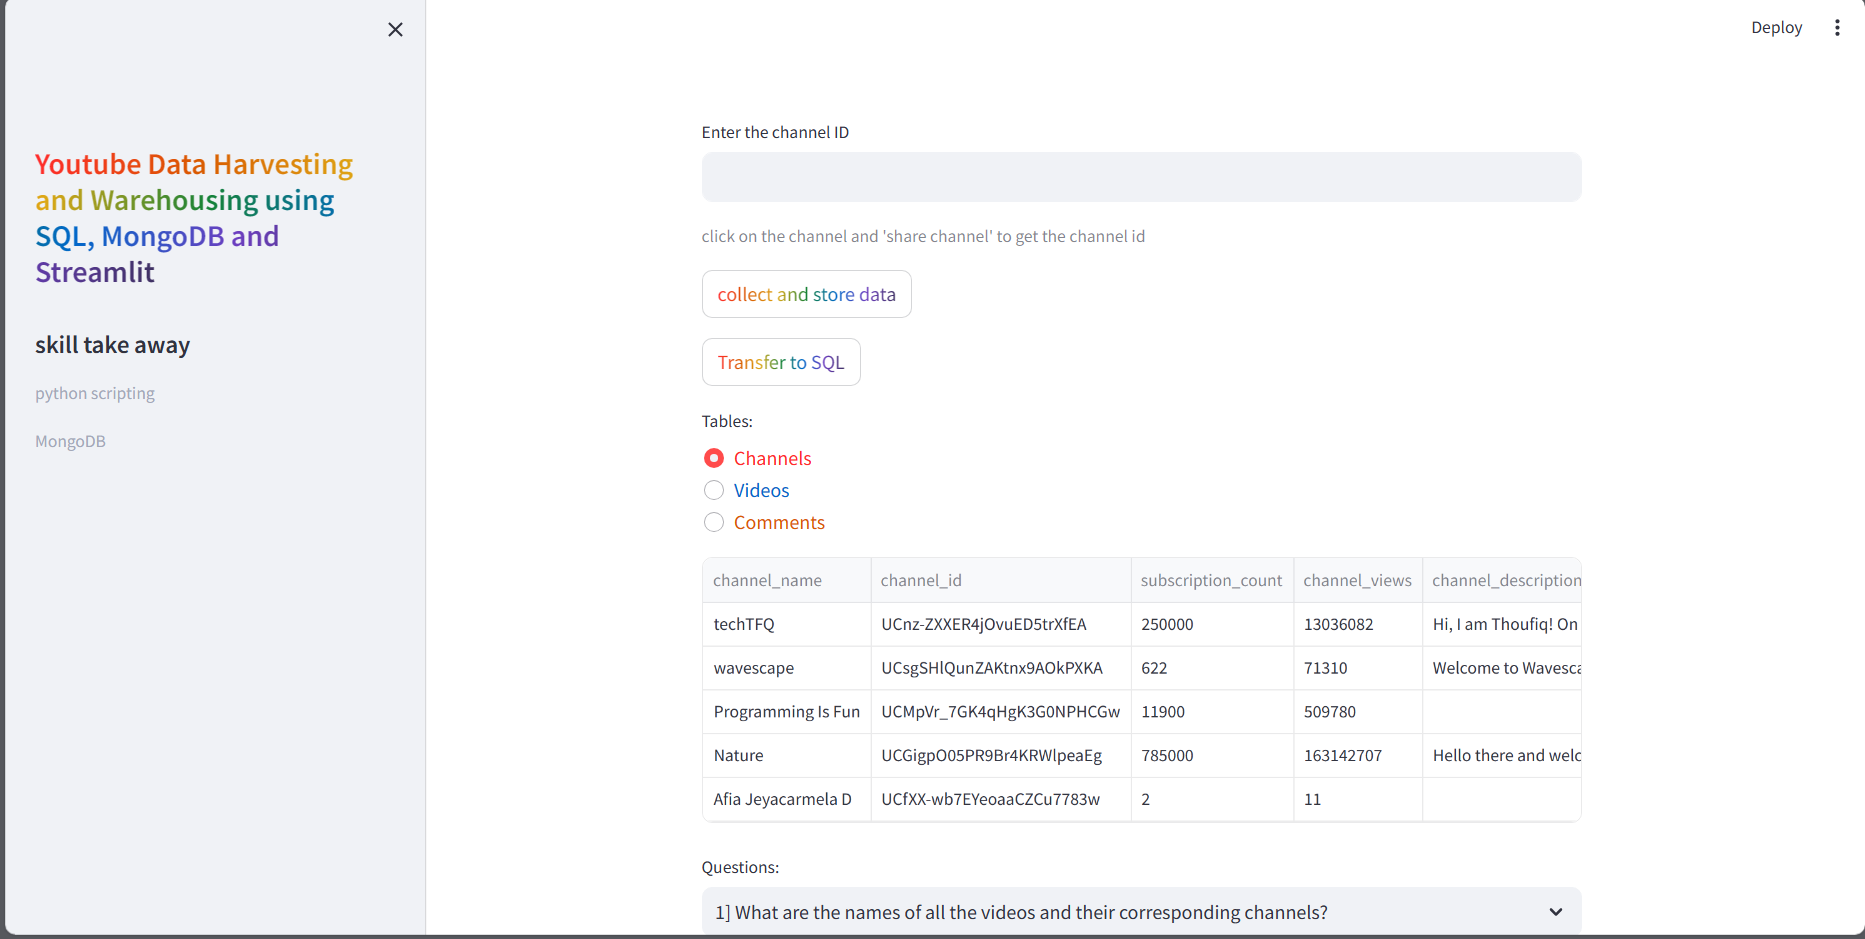 Deploy
Youtube Data Harvesting
and Warehousing using
SQL, MongoDB and
Streamlit
skill take away
python scripting
MongoDB
Enter the channel ID
click on the channel and 'share channel' to get the channel id
collect and store data
Transfer to SQL
Tables:
Channels
Videos
Comments
channel_name channel_id subscription_count channel_views channel_description
techTFQ UCnz-ZXXER4jOvuED5trXfEA 250000 13036082 Hi, I am Thoufiq! On
wavescape UCsgSHlQunZAKtnx9AOkPXKA 622 71310 Welcome to Wavesca
Programming Is Fun UCMpVr_7GK4qHgK3G0NPHCGw 11900 509780
Nature UCGigpO05PR9Br4KRWlpeaEg 785000 163142707 Hello there and welc
Afia Jeyacarmela D UCfXX-wb7EYeoaaCZCu7783w 2 11
Questions:
1] What are the names of all the videos and their corresponding channels?